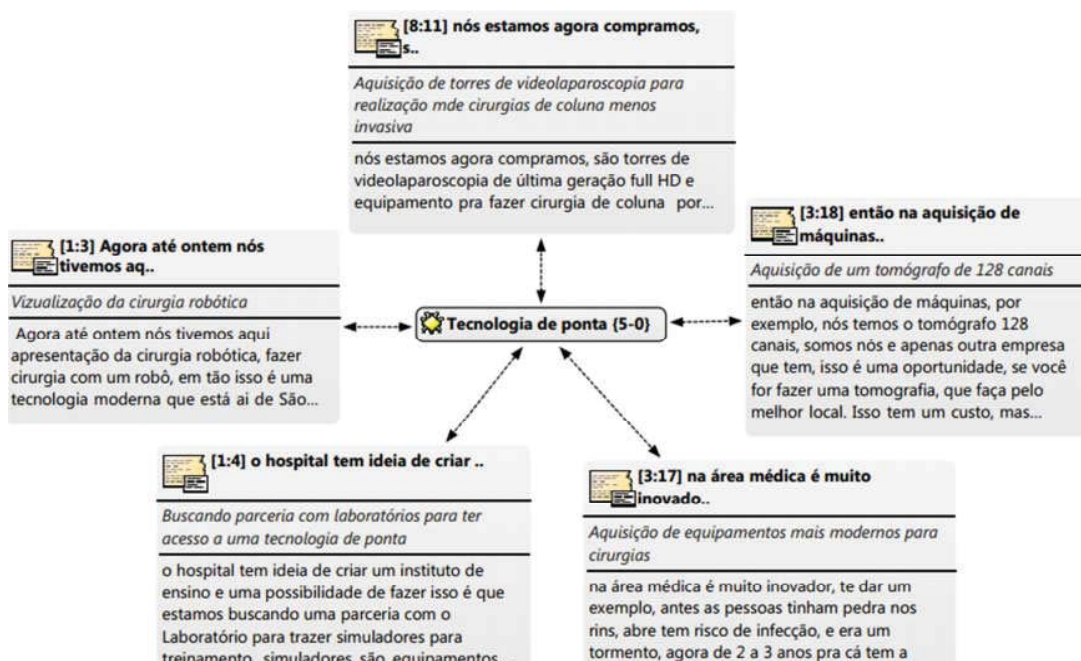 [8:11] nós estamos agora compramos,
s..
Aquisição de torres de videolaparoscopia para
realização mde cirurgias de coluna menos
invasiva
nós estamos agora compramos, são torres de
videolaparoscopia de última geração full HD e
equipamento pra fazer cirurgia de coluna por...
[1:3] Agora até ontem nós
tivemos aq..
Vizualização da cirurgia robótica
Agora até ontem nós tivemos aqui
apresentação da cirurgia robótica, fazer
cirurgia com um robô, em tão isso é uma
tecnologia moderna que está ai de São...
Tecnologia de ponta {5-0}
[3:18] então na aquisição de
máquinas..
Aquisição de um tomógrafo de 128 canais
então na aquisição de máquinas, por
exemplo, nós temos o tomógrafo 128
canais, somos nós e apenas outra empresa
que tem, isso é uma oportunidade, se você
for fazer uma tomografia, que faça pelo
melhor local. Isso tem um custo, mas...
[1:4] o hospital tem ideia de criar ..
Buscando parceria com laboratórios para ter
acesso a uma tecnologia de ponta
o hospital tem ideia de criar um instituto de
ensino e uma possibilidade de fazer isso é que
estamos buscando uma parceria com o
Laboratório para trazer simuladores para
treinamento, simuladores são equipamentos ...
[3:17] na área médica é muito
inovado..
Aquisição de equipamentos mais modernos para
cirurgias
na área médica é muito inovador, te dar um
exemplo, antes as pessoas tinham pedra nos
rins, abre tem risco de infecção, e era um
tormento, agora de 2 a 3 anos pra cá tem a